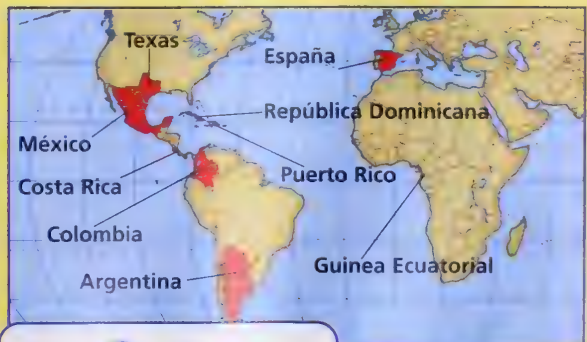 Texas
España
República Dominicana
México
Puerto Rico
Costa Rica
Colombia
Guinea Ecuatorial
Argentina